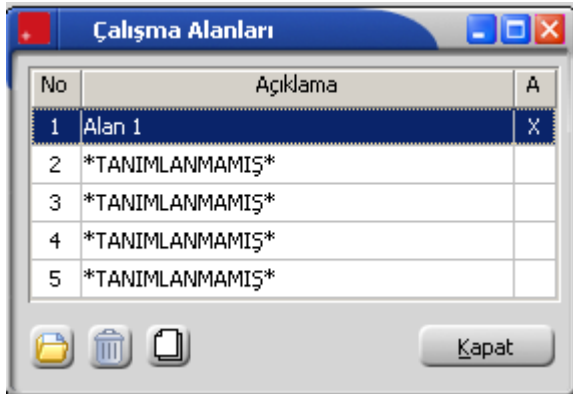 Çalışma Alanları
No Açıklama A
1 Alan 1 X
2 *TANIMLANMAMIŞ*
3 *TANIMLANMAMIŞ*
4 *TANIMLANMAMIŞ*
5 *TANIMLANMAMIŞ*
Kapat